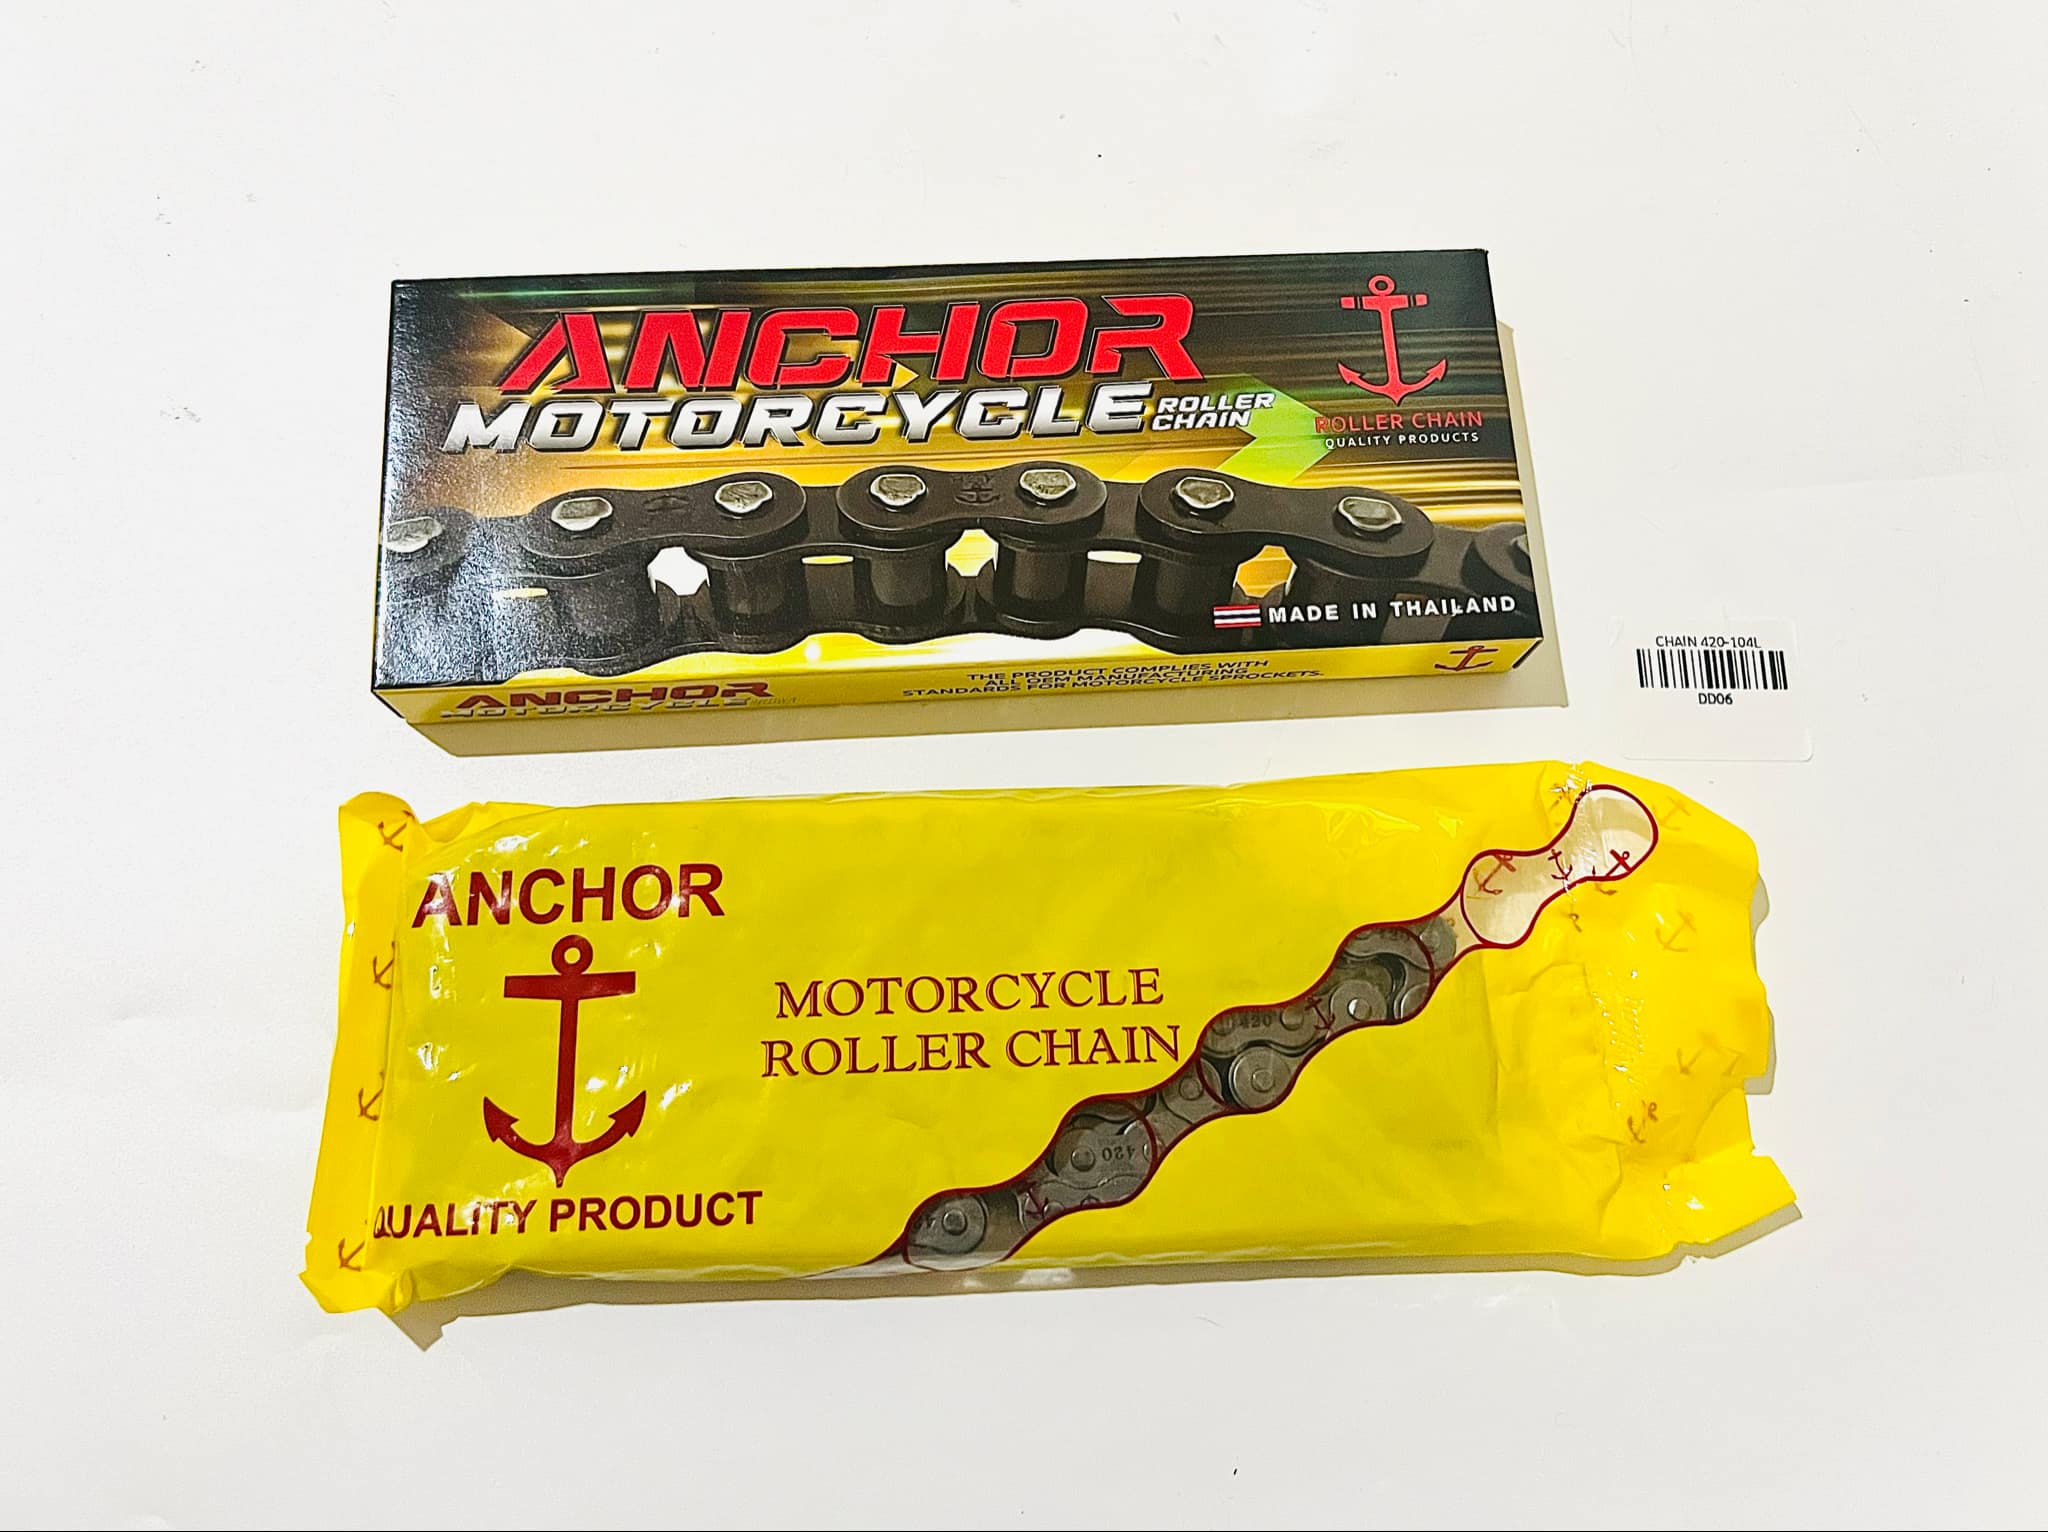 ANCHOR
MOTORCYCLE ROLLER CHAIN
ROLLER CHAIN
QUALITY PRODUCTS
MADE IN THAILAND
ANCHOR
MOTORCYCLE
THE PRODUCT COMPLIES WITH
ALL OEM MANUFACTURING
STANDARDS FOR MOTORCYCLE SPROCKETS.
CHAIN 420-104L
DD06
ANCHOR
MOTORCYCLE
ROLLER CHAIN
QUALITY PRODUCT
420
420
420